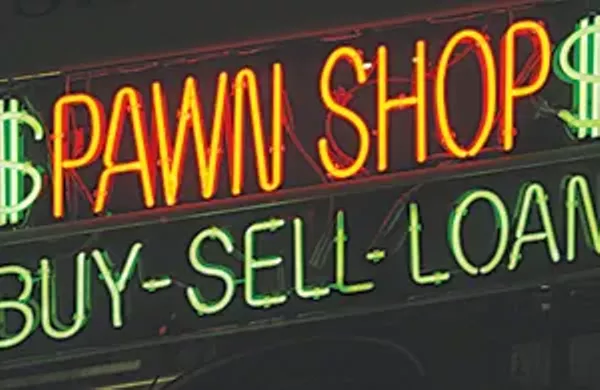 $ PAWN SHOP $
BUY-SELL-LOAN